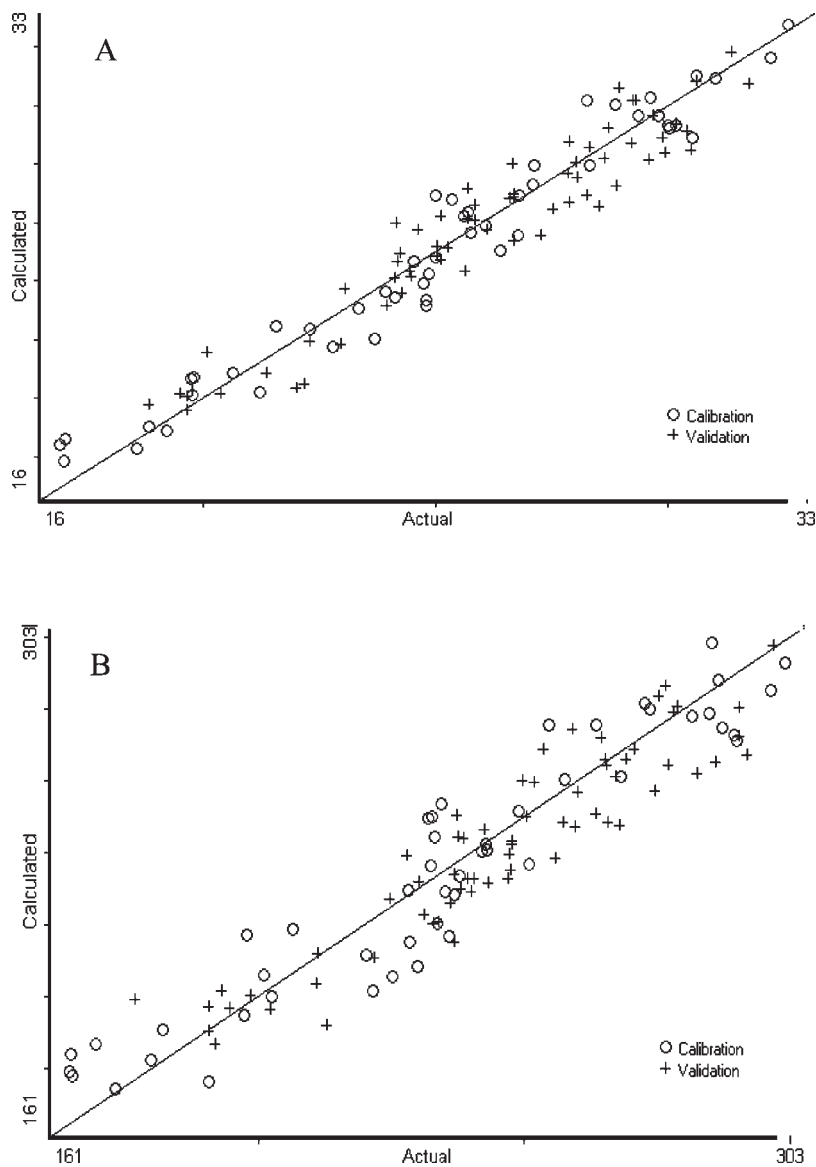 33
A
Calculated
Calibration
Validation
16
16
Actual
33
303
B
Calculated
Calibration
Validation
161
161
Actual
303